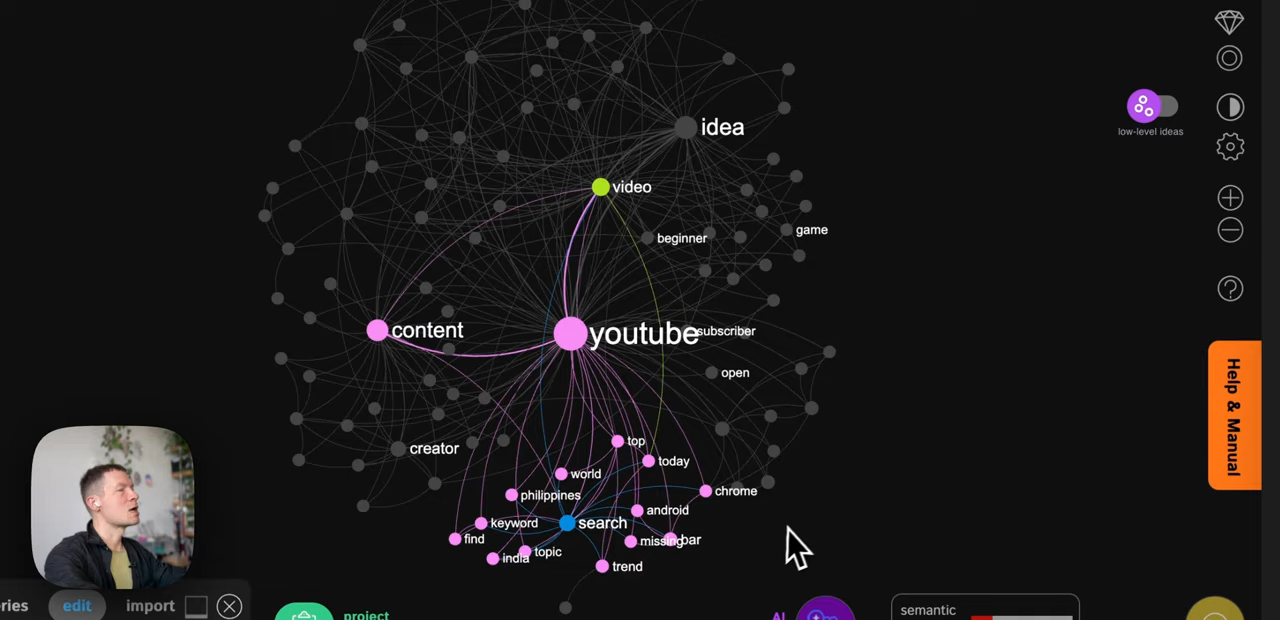 idea
low-level ideas
video
beginner
game
content
youtube
subscriber
open
creator
top
today
world
chrome
philippines
android
keyword
search
find
missing
bar
topic
india
trend
Help & Manual
ries
edit
import
project
AI
semantic